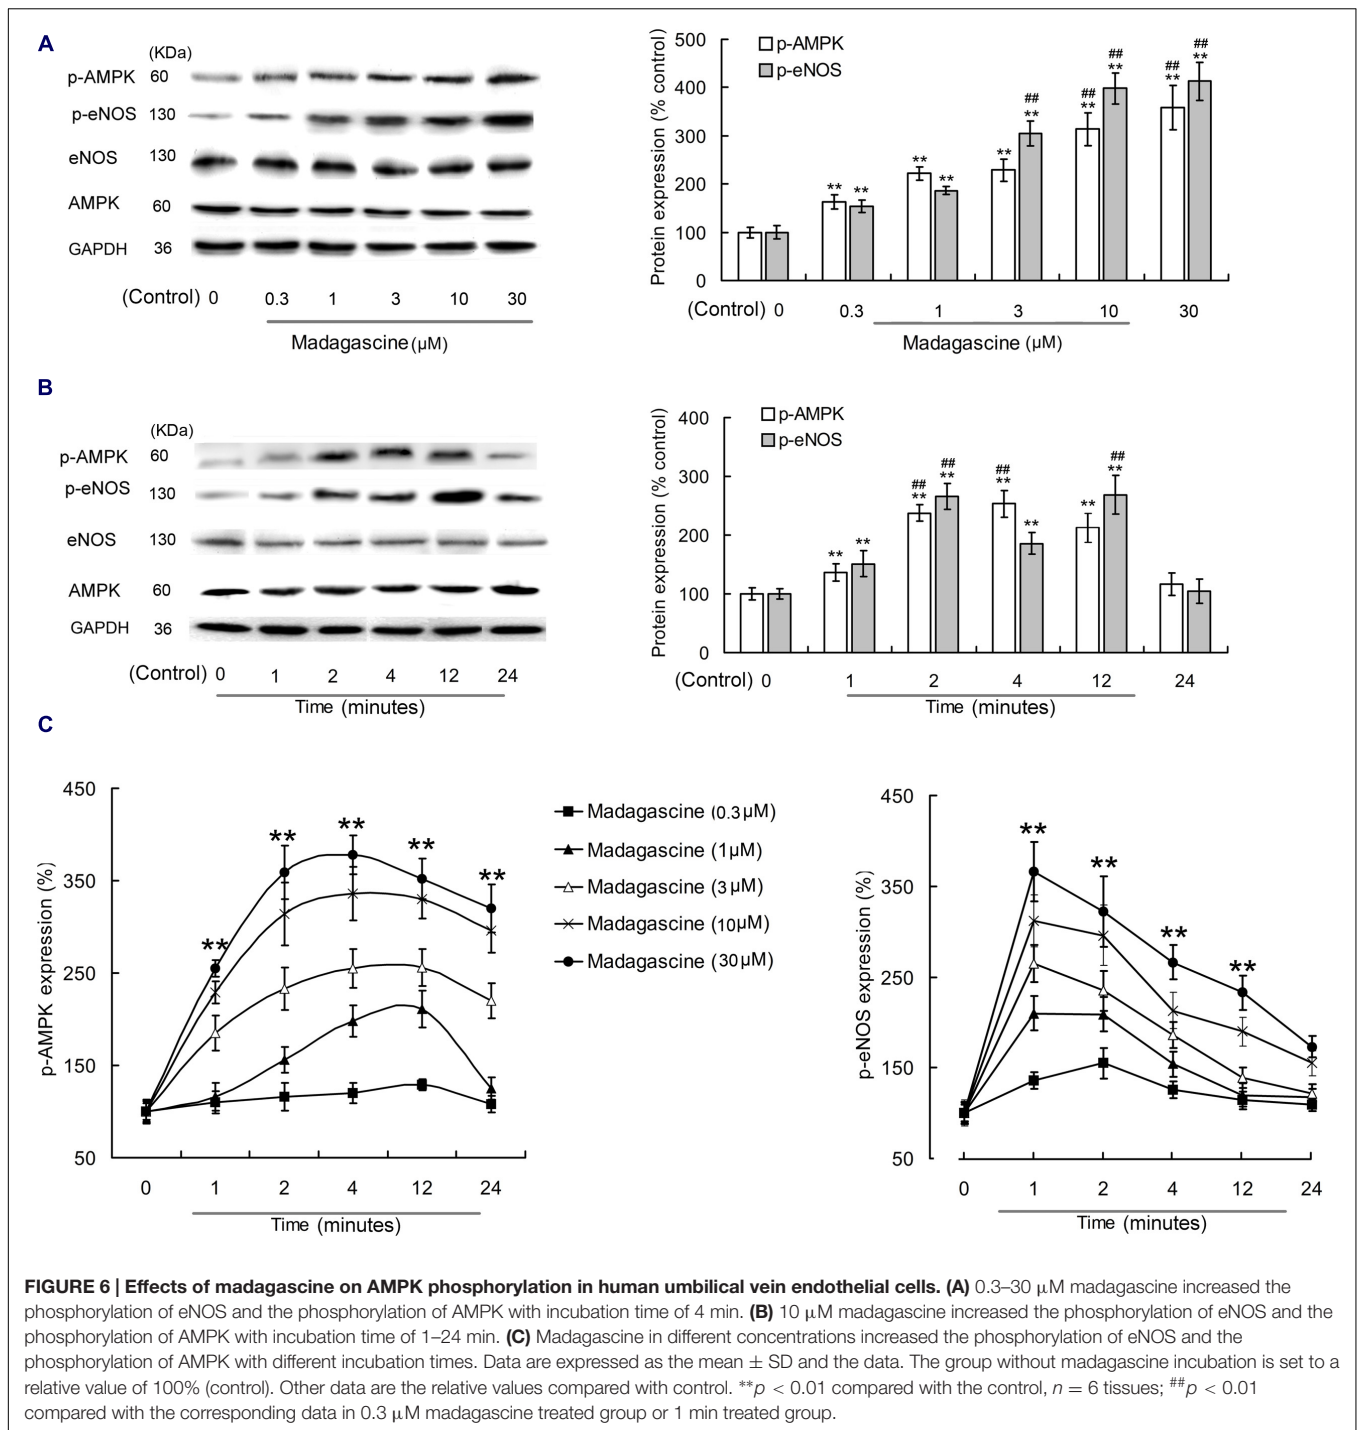 A
(KDa)
p-AMPK 60
p-eNOS 130
eNOS 130
AMPK 60
GAPDH 36
(Control) 0 0.3 1 3 10 30
Madagascine (µM)
Protein expression (% control)
500
400
300
200
100
0
p-AMPK
p-eNOS
** ** ** ** ** ## ** ## ** ## ** ## ** ## **
(Control) 0 0.3 1 3 10 30
Madagascine (µM)
B
(KDa)
p-AMPK 60
p-eNOS 130
eNOS 130
AMPK 60
GAPDH 36
(Control) 0 1 2 4 12 24
Time (minutes)
Protein expression (% control)
400
300
200
100
0
p-AMPK
p-eNOS
** ** ## ** ## ** ## ** ** ** ## **
(Control) 0 1 2 4 12 24
Time (minutes)
C
p-AMPK expression (%)
450
350
250
150
50
** ** ** ** **
0 1 2 4 12 24
Time (minutes)
Madagascine (0.3µM)
Madagascine (1µM)
Madagascine (3µM)
Madagascine (10µM)
Madagascine (30µM)
p-eNOS expression (%)
450
350
250
150
50
** ** ** **
0 1 2 4 12 24
Time (minutes)
FIGURE 6 | Effects of madagascine on AMPK phosphorylation in human umbilical vein endothelial cells. (A) 0.3–30 µM madagascine increased the
phosphorylation of eNOS and the phosphorylation of AMPK with incubation time of 4 min. (B) 10 µM madagascine increased the phosphorylation of eNOS and the
phosphorylation of AMPK with incubation time of 1–24 min. (C) Madagascine in different concentrations increased the phosphorylation of eNOS and the
phosphorylation of AMPK with different incubation times. Data are expressed as the mean ± SD and the data. The group without madagascine incubation is set to a
relative value of 100% (control). Other data are the relative values compared with control. **p < 0.01 compared with the control, n = 6 tissues; ##p < 0.01
compared with the corresponding data in 0.3 µM madagascine treated group or 1 min treated group.